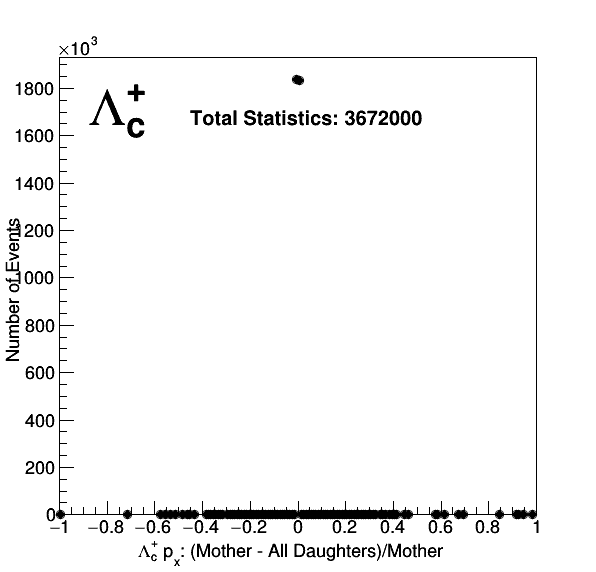 ×10³
1800
Λc+
Total Statistics: 3672000
1600
1400
1200
1000
800
600
400
200
0
Number of Events
−1 −0.8 −0.6 −0.4 −0.2 0 0.2 0.4 0.6 0.8 1
Λc+ px: (Mother - All Daughters)/Mother